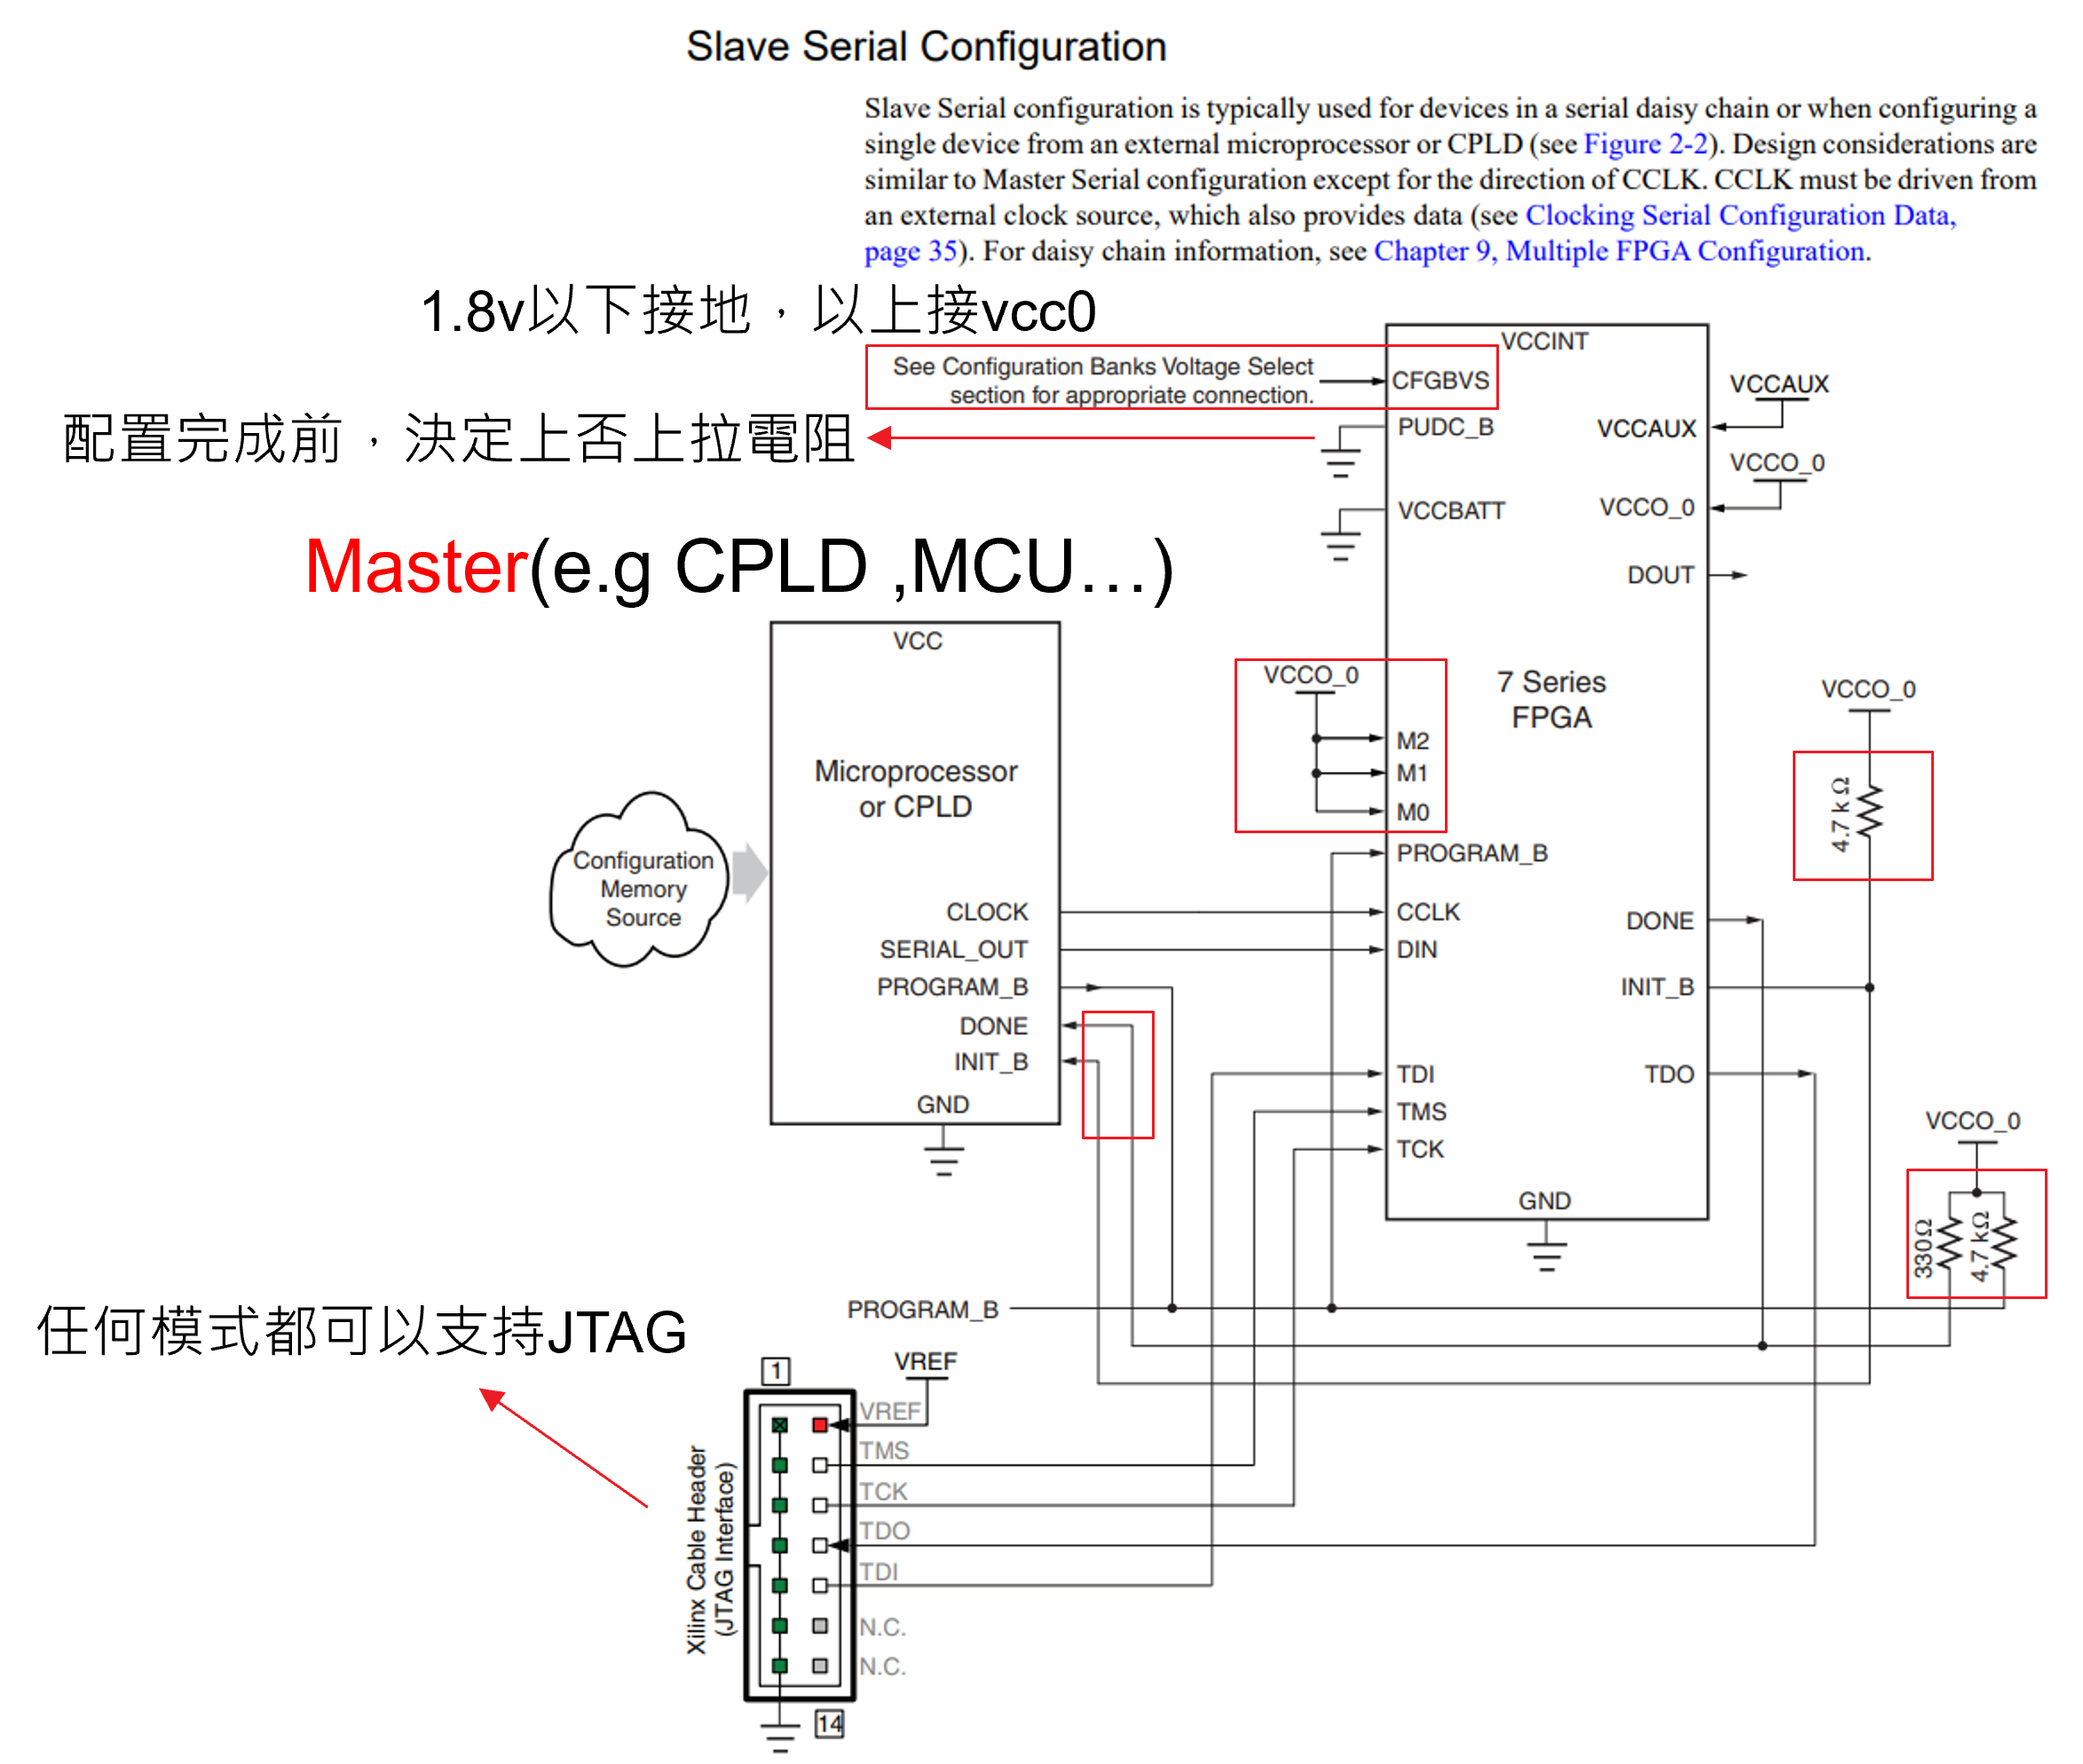 Slave Serial Configuration
Slave Serial configuration is typically used for devices in a serial daisy chain or when configuring a
single device from an external microprocessor or CPLD (see Figure 2-2). Design considerations are
similar to Master Serial configuration except for the direction of CCLK. CCLK must be driven from
an external clock source, which also provides data (see Clocking Serial Configuration Data,
page 35). For daisy chain information, see Chapter 9, Multiple FPGA Configuration.
1.8v以下接地，以上接vcc0
See Configuration Banks Voltage Select
section for appropriate connection.
配置完成前，決定上否上拉電阻
Master(e.g CPLD ,MCU…)
VCCINT
CFGBVS
PUDC_B
VCCBATT
VCCAUX
VCCAUX
VCCO_0
VCCO_0
DOUT
7 Series
FPGA
VCCO_0
M2
M1
M0
PROGRAM_B
CCLK
DIN
DONE
INIT_B
TDI
TMS
TCK
TDO
GND
VCCO_0
4.7 k Ω
VCCO_0
330Ω
4.7 kΩ
VCC
Microprocessor
or CPLD
CLOCK
SERIAL_OUT
PROGRAM_B
DONE
INIT_B
GND
Configuration
Memory
Source
PROGRAM_B
任何模式都可以支持JTAG
1
VREF
VREF
TMS
TCK
TDO
TDI
N.C.
N.C.
14
Xilinx Cable Header
(JTAG Interface)